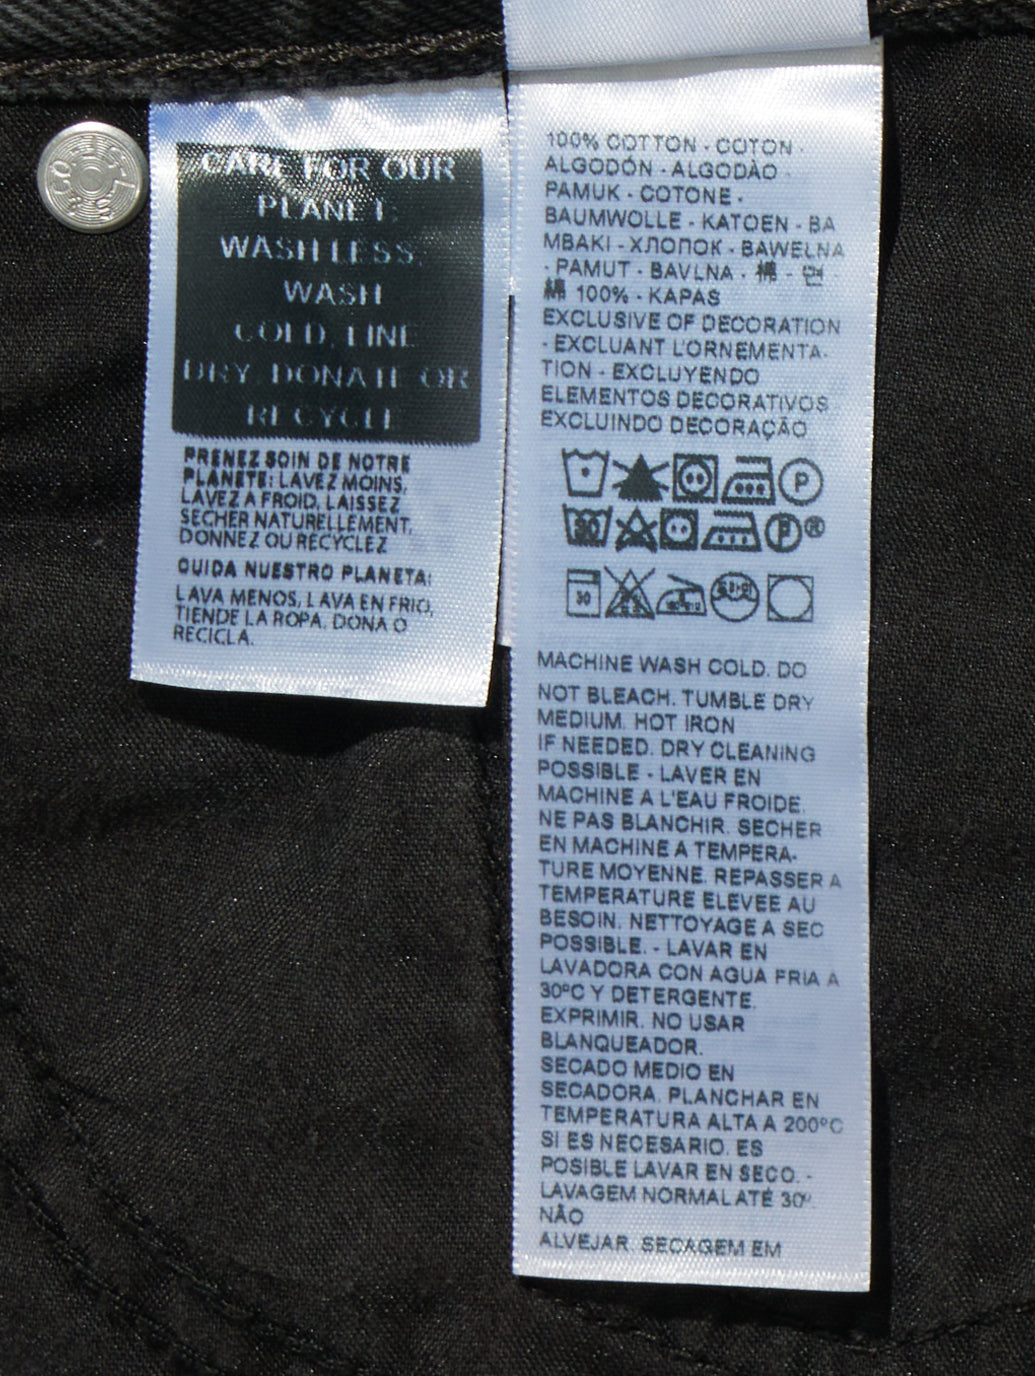 CARE FOR OUR
PLANET:
WASH LESS,
WASH
COLD, LINE
DRY, DONATE OR
RECYCLE
PRENEZ SOIN DE NOTRE
PLANETE: LAVEZ MOINS,
LAVEZ A FROID, LAISSEZ
SECHER NATURELLEMENT,
DONNEZ OU RECYCLEZ
CUIDA NUESTRO PLANETA:
LAVA MENOS, LAVA EN FRIO,
TIENDE LA ROPA, DONA O
RECICLA.
100% COTTON - COTON -
ALGODÓN - ALGODÃO -
PAMUK - COTONE -
BAUMWOLLE - KATOEN - BA
MBAKI - ХЛОПОК - BAWEŁNA
- PAMUT - BAVLNA - 棉 - 면 -
綿 100% - KAPAS
EXCLUSIVE OF DECORATION
- EXCLUANT L'ORNEMENTA-
TION - EXCLUYENDO
ELEMENTOS DECORATIVOS
EXCLUINDO DECORAÇÃO
P
30 P ®
30
MACHINE WASH COLD. DO
NOT BLEACH. TUMBLE DRY
MEDIUM. HOT IRON
IF NEEDED. DRY CLEANING
POSSIBLE - LAVER EN
MACHINE A L'EAU FROIDE.
NE PAS BLANCHIR. SECHER
EN MACHINE A TEMPERA-
TURE MOYENNE. REPASSER A
TEMPERATURE ELEVEE AU
BESOIN. NETTOYAGE A SEC
POSSIBLE. - LAVAR EN
LAVADORA CON AGUA FRIA A
30°C Y DETERGENTE.
EXPRIMIR. NO USAR
BLANQUEADOR.
SECADO MEDIO EN
SECADORA. PLANCHAR EN
TEMPERATURA ALTA A 200°C
SI ES NECESARIO. ES
POSIBLE LAVAR EN SECO. -
LAVAGEM NORMAL ATÉ 30°.
NÃO
ALVEJAR. SECAGEM EM